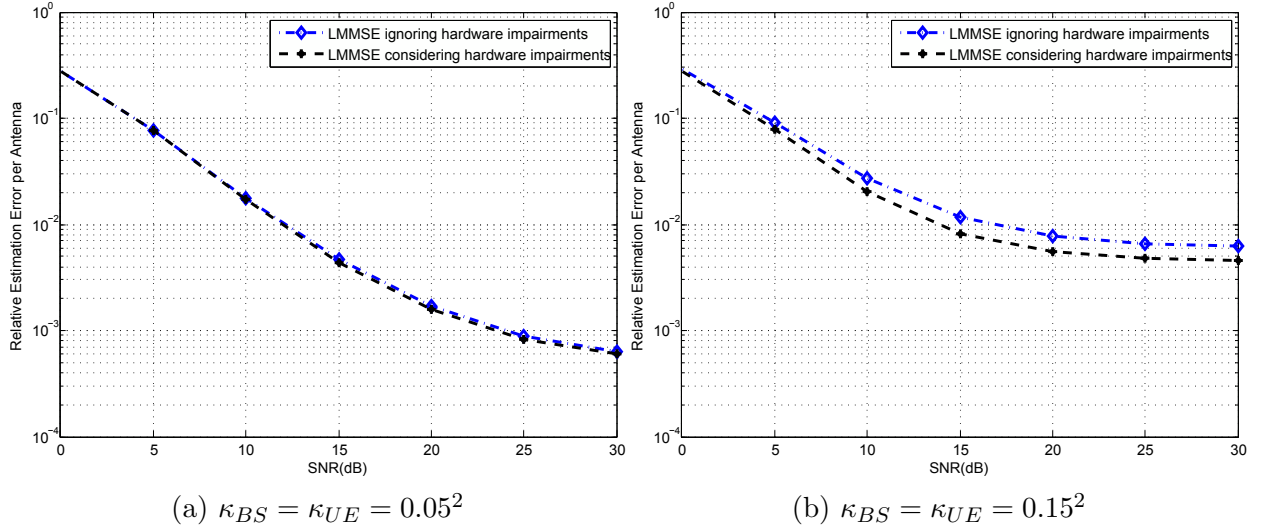 LMMSE ignoring hardware impairments
LMMSE considering hardware impairments
Relative Estimation Error per Antenna
10^0
10^-1
10^-2
10^-3
10^-4
0 5 10 15 20 25 30
SNR(dB)
(a) κ_BS = κ_UE = 0.05^2
LMMSE ignoring hardware impairments
LMMSE considering hardware impairments
Relative Estimation Error per Antenna
10^0
10^-1
10^-2
10^-3
10^-4
0 5 10 15 20 25 30
SNR(dB)
(b) κ_BS = κ_UE = 0.15^2